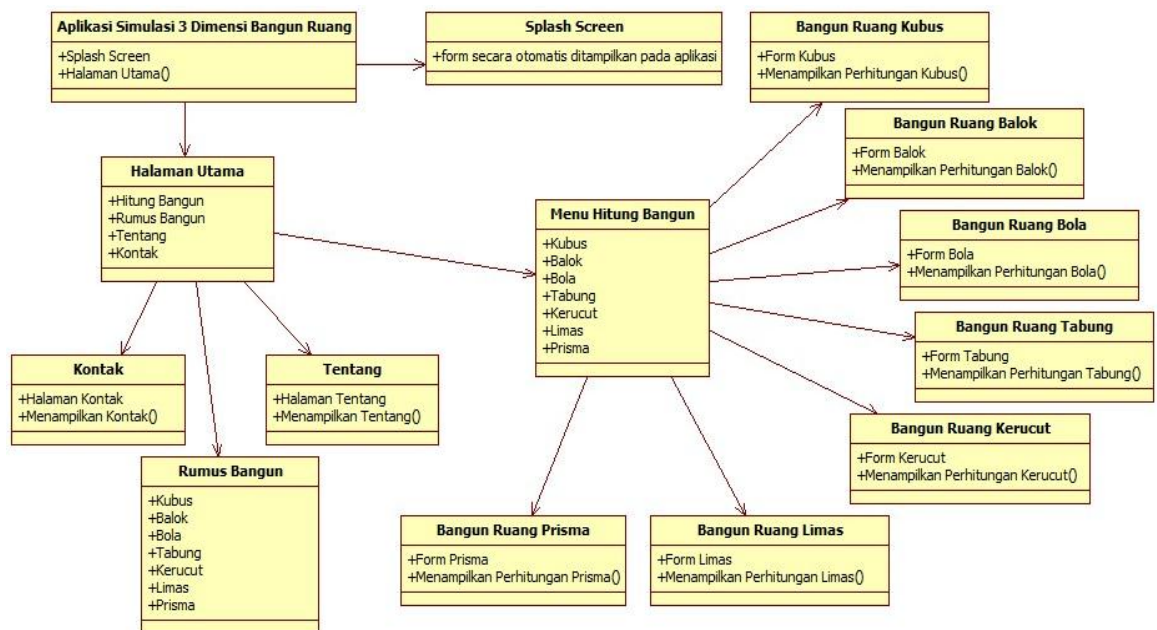 Aplikasi Simulasi 3 Dimensi Bangun Ruang
+Splash Screen
+Halaman Utama()
Splash Screen
+form secara otomatis ditampilkan pada aplikasi
Bangun Ruang Kubus
+Form Kubus
+Menampilkan Perhitungan Kubus()
Bangun Ruang Balok
+Form Balok
+Menampilkan Perhitungan Balok()
Halaman Utama
+Hitung Bangun
+Rumus Bangun
+Tentang
+Kontak
Menu Hitung Bangun
+Kubus
+Balok
+Bola
+Tabung
+Kerucut
+Limas
+Prisma
Bangun Ruang Bola
+Form Bola
+Menampilkan Perhitungan Bola()
Bangun Ruang Tabung
+Form Tabung
+Menampilkan Perhitungan Tabung()
Kontak
+Halaman Kontak
+Menampilkan Kontak()
Tentang
+Halaman Tentang
+Menampilkan Tentang()
Bangun Ruang Kerucut
+Form Kerucut
+Menampilkan Perhitungan Kerucut()
Rumus Bangun
+Kubus
+Balok
+Bola
+Tabung
+Kerucut
+Limas
+Prisma
Bangun Ruang Prisma
+Form Prisma
+Menampilkan Perhitungan Prisma()
Bangun Ruang Limas
+Form Limas
+Menampilkan Perhitungan Limas()